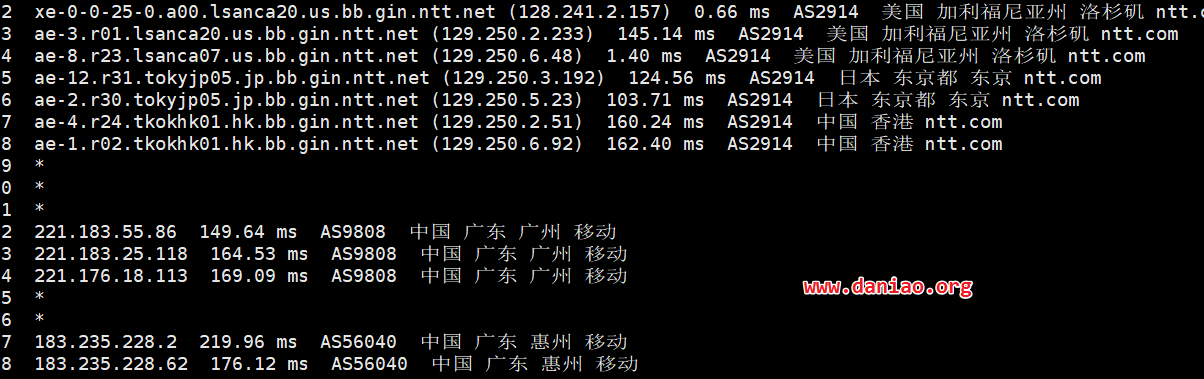 2  xe-0-0-25-0.a00.lsanca20.us.bb.gin.ntt.net (128.241.2.157)  0.66 ms  AS2914  美国 加利福尼亚州 洛杉矶 ntt.c
3  ae-3.r01.lsanca20.us.bb.gin.ntt.net (129.250.2.233)  145.14 ms  AS2914  美国 加利福尼亚州 洛杉矶 ntt.com
4  ae-8.r23.lsanca07.us.bb.gin.ntt.net (129.250.6.48)  1.40 ms  AS2914  美国 加利福尼亚州 洛杉矶 ntt.com
5  ae-12.r31.tokyjp05.jp.bb.gin.ntt.net (129.250.3.192)  124.56 ms  AS2914  日本 东京都 东京 ntt.com
6  ae-2.r30.tokyjp05.jp.bb.gin.ntt.net (129.250.5.23)  103.71 ms  AS2914  日本 东京都 东京 ntt.com
7  ae-4.r24.tkokhk01.hk.bb.gin.ntt.net (129.250.2.51)  160.24 ms  AS2914  中国 香港 ntt.com
8  ae-1.r02.tkokhk01.hk.bb.gin.ntt.net (129.250.6.92)  162.40 ms  AS2914  中国 香港 ntt.com
9  *
0  *
1  *
2  221.183.55.86  149.64 ms  AS9808  中国 广东 广州 移动
3  221.183.25.118  164.53 ms  AS9808  中国 广东 广州 移动
4  221.176.18.113  169.09 ms  AS9808  中国 广东 广州 移动
www.daniao.org
5  *
6  *
7  183.235.228.2  219.96 ms  AS56040  中国 广东 惠州 移动
8  183.235.228.62  176.12 ms  AS56040  中国 广东 惠州 移动